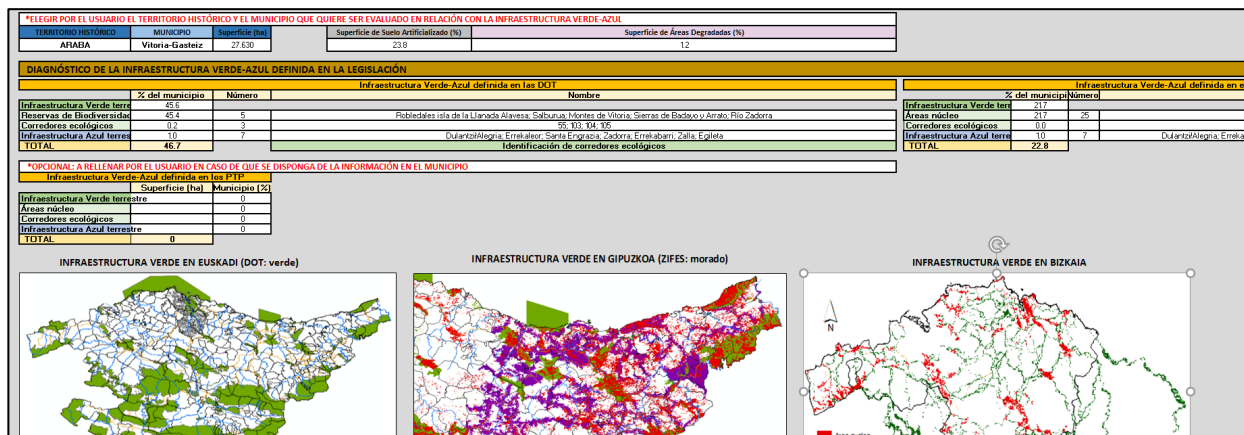 *ELEGIR POR EL USUARIO EL TERRITORIO HISTÓRICO Y EL MUNICIPIO QUE QUIERE SER EVALUADO EN RELACIÓN CON LA INFRAESTRUCTURA VERDE-AZUL
TERRITORIO HISTÓRICO MUNICIPIO Superficie (ha) Superficie de Suelo Artificializado (%) Superficie de Áreas Degradadas (%)
ARABA Vitoria-Gasteiz 27.630 23.8 1.2
DIAGNÓSTICO DE LA INFRAESTRUCTURA VERDE-AZUL DEFINIDA EN LA LEGISLACIÓN
Infraestructura Verde-Azul definida en las DOT Infraestructura Verde-Azul definida en e
% del municipio Número Nombre % del municipi Número
Infraestructura Verde terre 45.6 Infraestructura Verde terr 21.7
Reservas de Biodiversidad 45.4 5 Robledales isla de la Llanada Alavesa; Salburua; Montes de Vitoria; Sierras de Badayo y Arrato; Río Zadorra Áreas núcleo 21.7 25
Corredores ecológicos 0.2 3 55; 103; 104; 105 Corredores ecológicos 0.0
Infraestructura Azul terres 1.0 7 Dulantzi/Alegria; Errekaleor; Santa Engrazia; Zadorra; Errekabarri; Zalla; Egileta Infraestructura Azul terre 1.0 7 Dulantzi/Alegria; Erreka
TOTAL 46.7 Identificación de corredores ecológicos TOTAL 22.8
*OPCIONAL: A RELLENAR POR EL USUARIO EN CASO DE QUE SE DISPONGA DE LA INFORMACIÓN EN EL MUNICIPIO
Infraestructura Verde-Azul definida en los PTP
Superficie (ha) Municipio (%)
Infraestructura Verde terrestre 0
Áreas núcleo 0
Corredores ecológicos 0
Infraestructura Azul terrestre 0
TOTAL 0
INFRAESTRUCTURA VERDE EN EUSKADI (DOT: verde) INFRAESTRUCTURA VERDE EN GIPUZKOA (ZIFES: morado) INFRAESTRUCTURA VERDE EN BIZKAIA
N